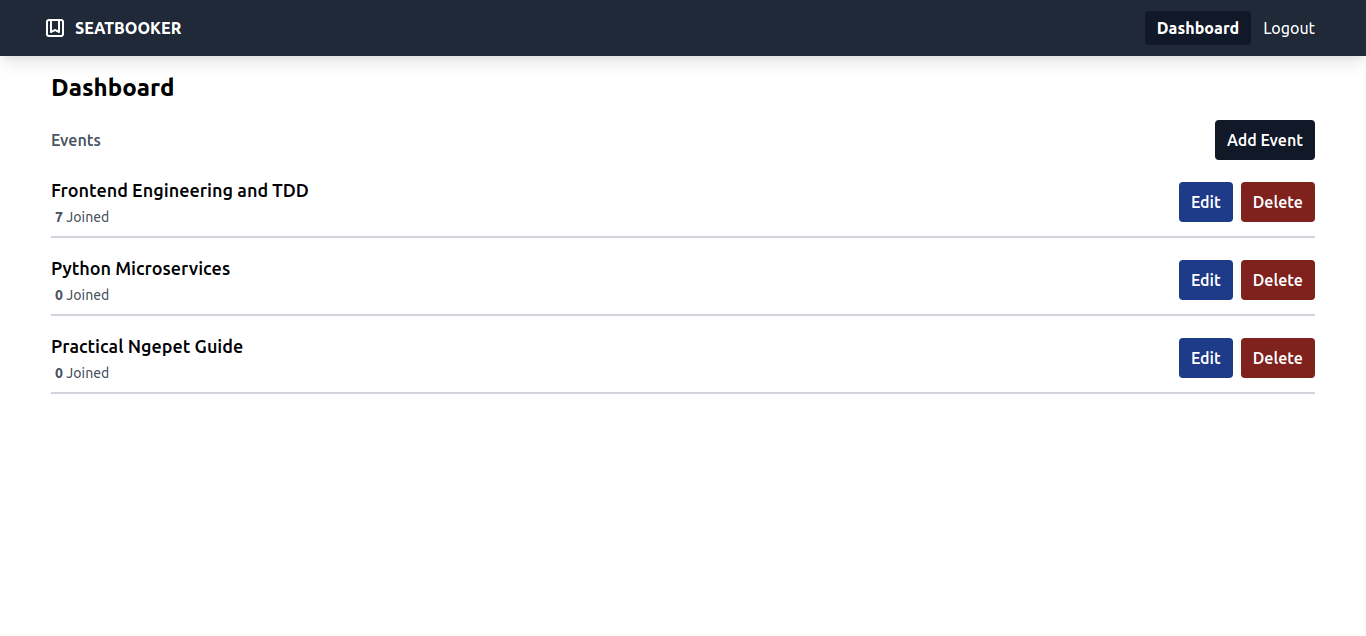 SEATBOOKER Dashboard Logout
Dashboard
Events Add Event
Frontend Engineering and TDD
7 Joined
Edit Delete
Python Microservices
0 Joined
Edit Delete
Practical Ngepet Guide
0 Joined
Edit Delete